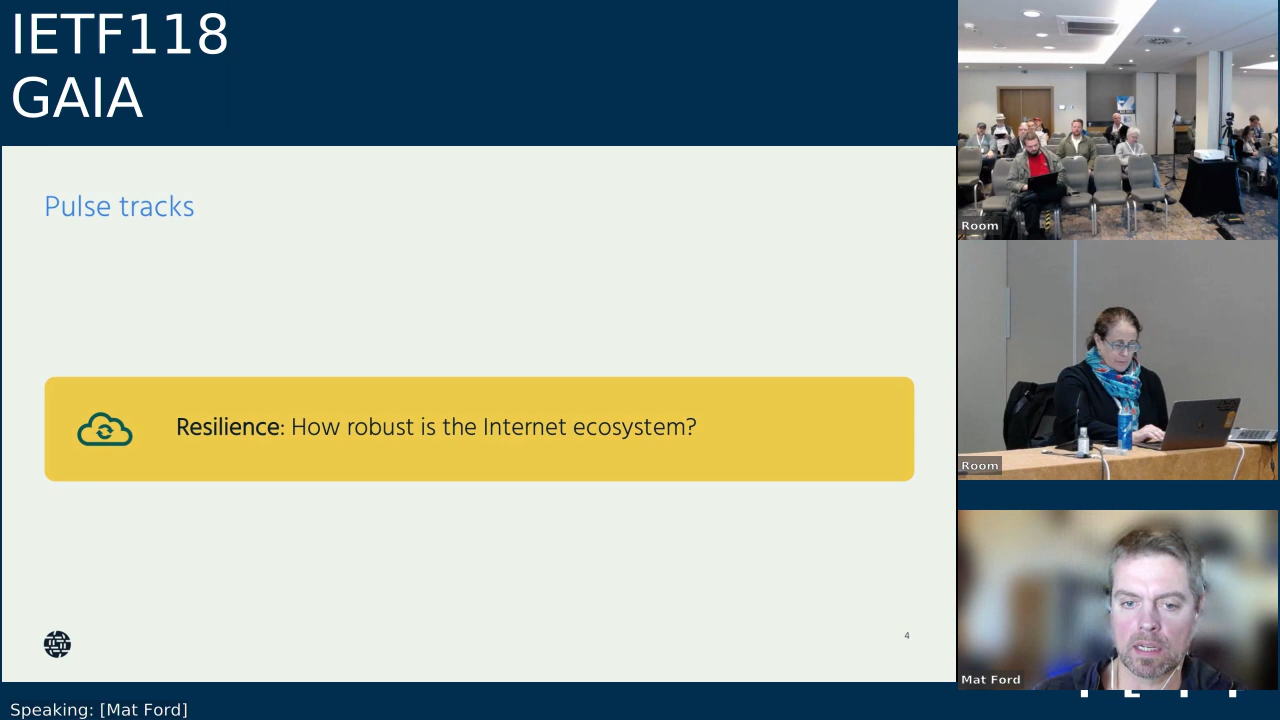 IETF118
GAIA
Pulse tracks
Resilience: How robust is the Internet ecosystem?
4
Room
Room
Mat Ford
I E T F
Speaking: [Mat Ford]